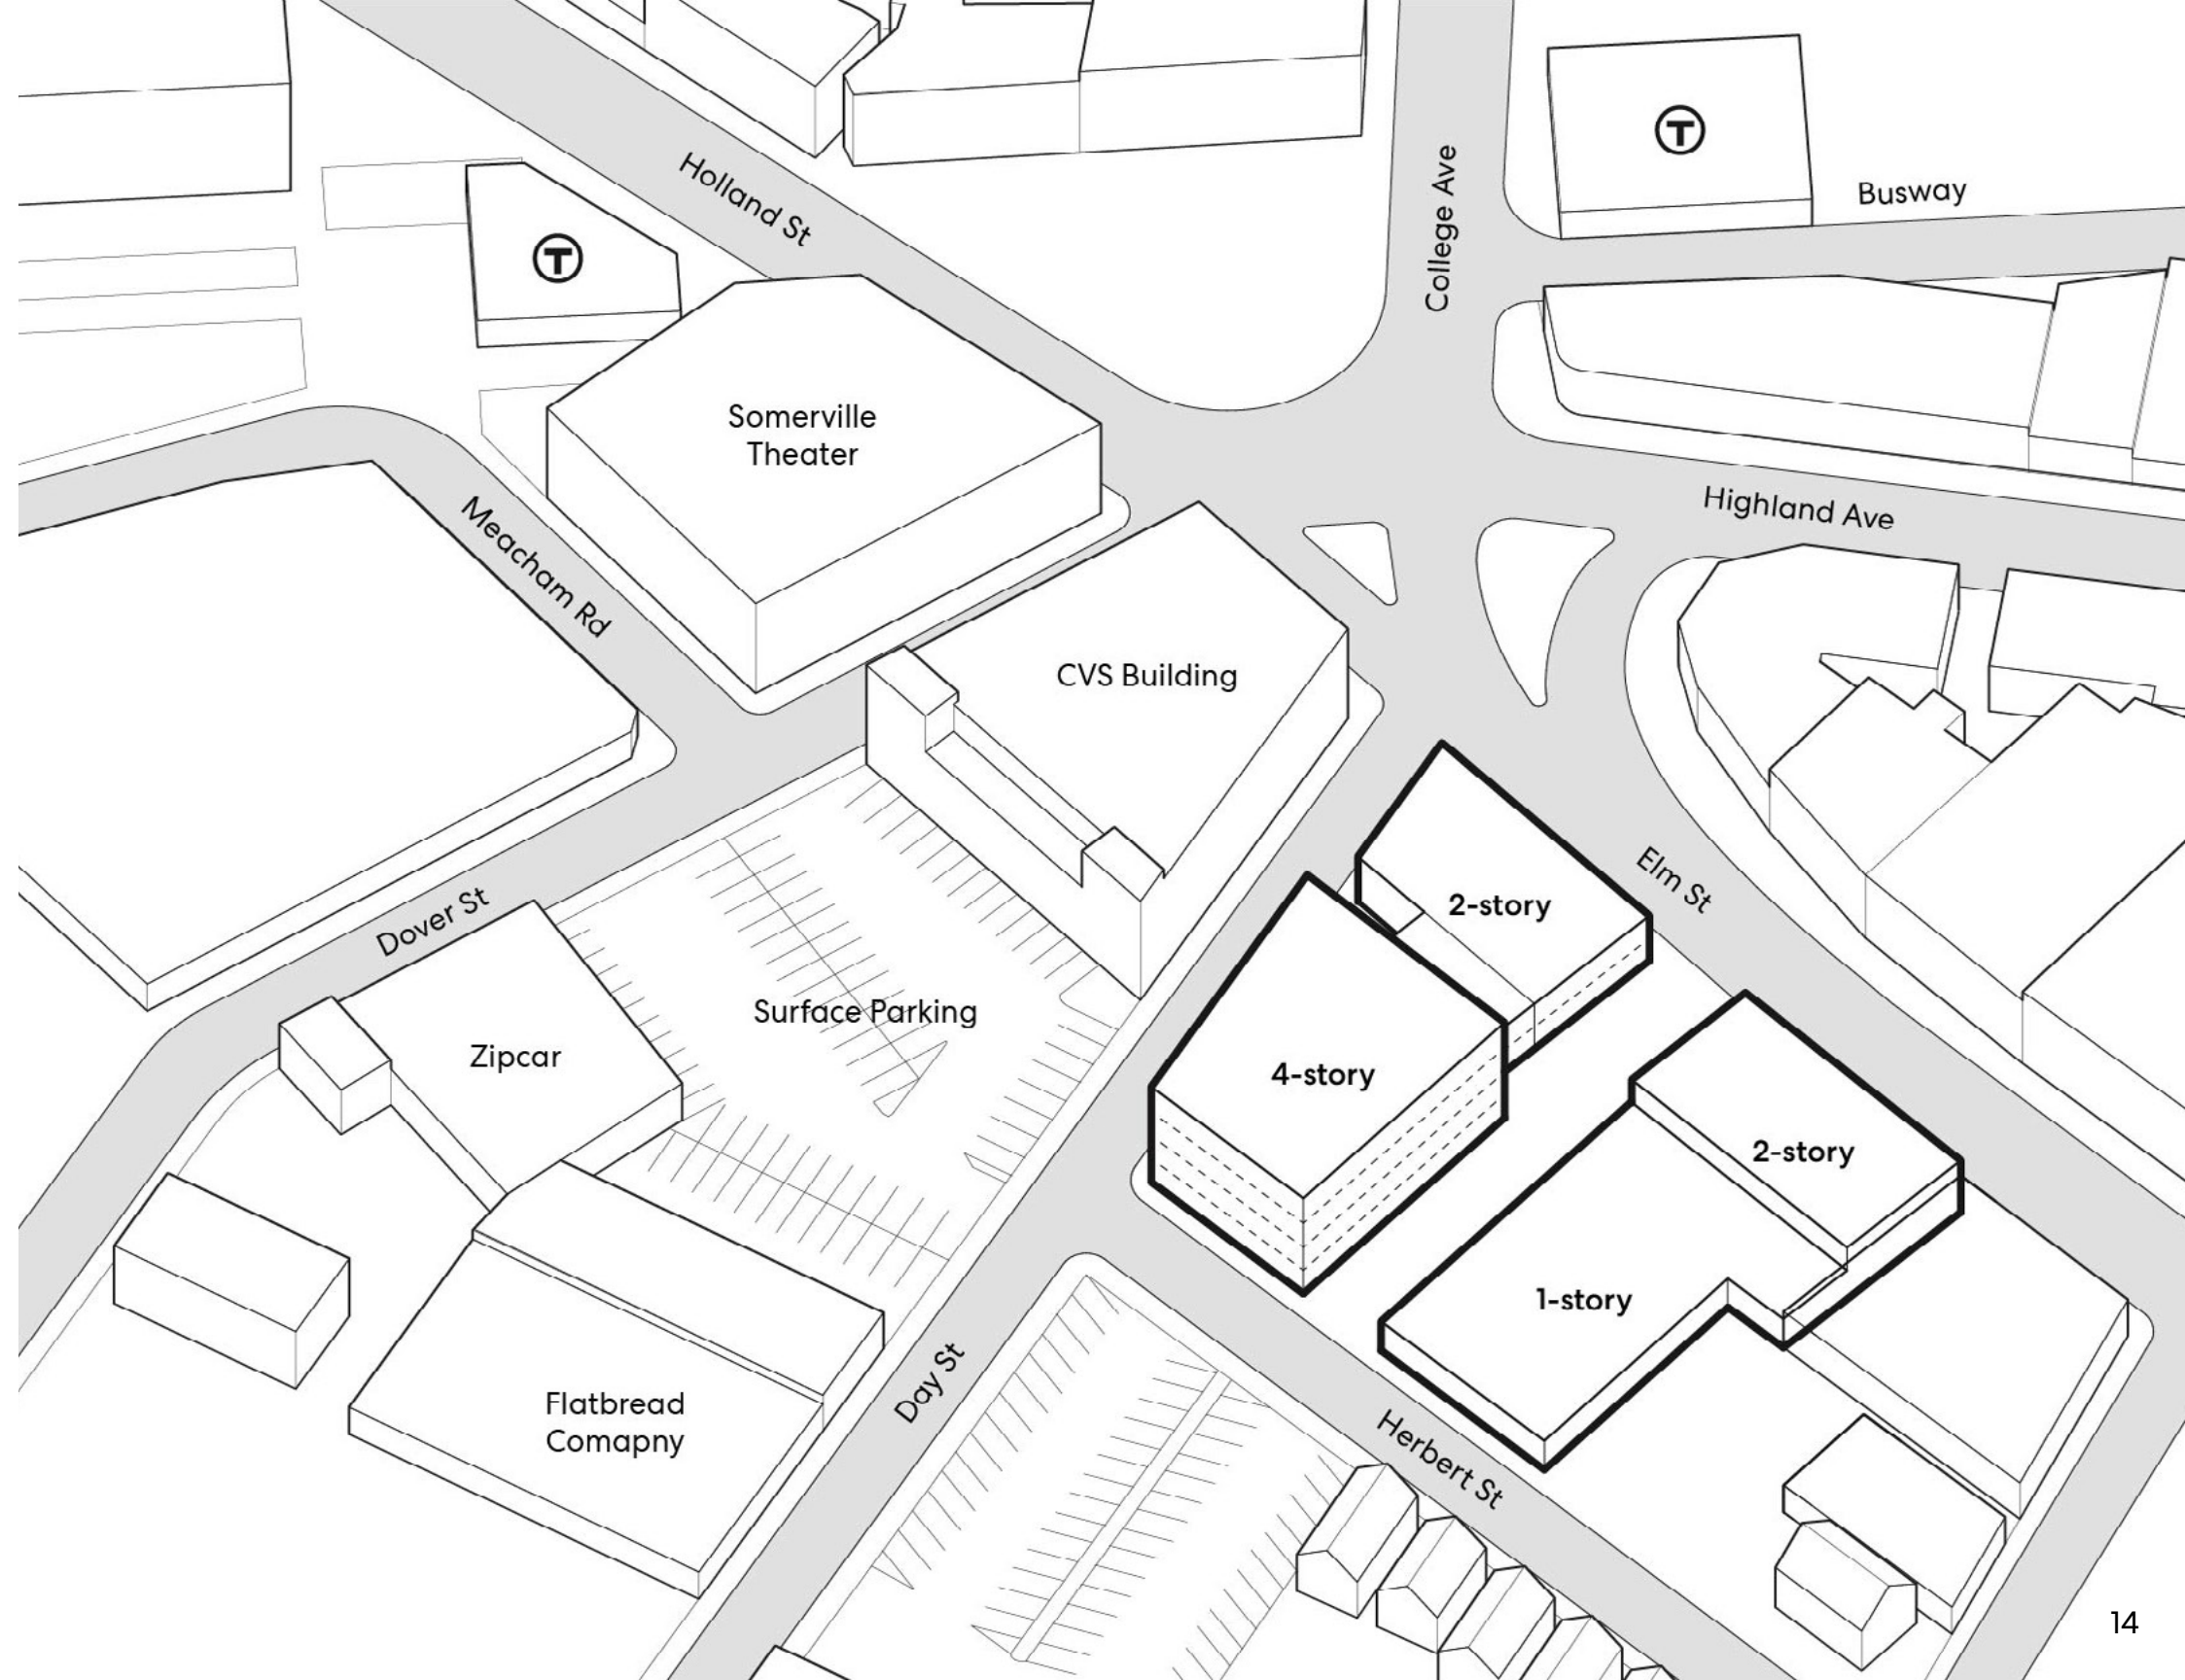 Holland St
College Ave
T
Busway
T
Somerville
Theater
Highland Ave
Meacham Rd
CVS Building
Elm St
2-story
Dover St
Surface Parking
Zipcar
4-story
2-story
1-story
Day St
Flatbread
Comapny
Herbert St
14